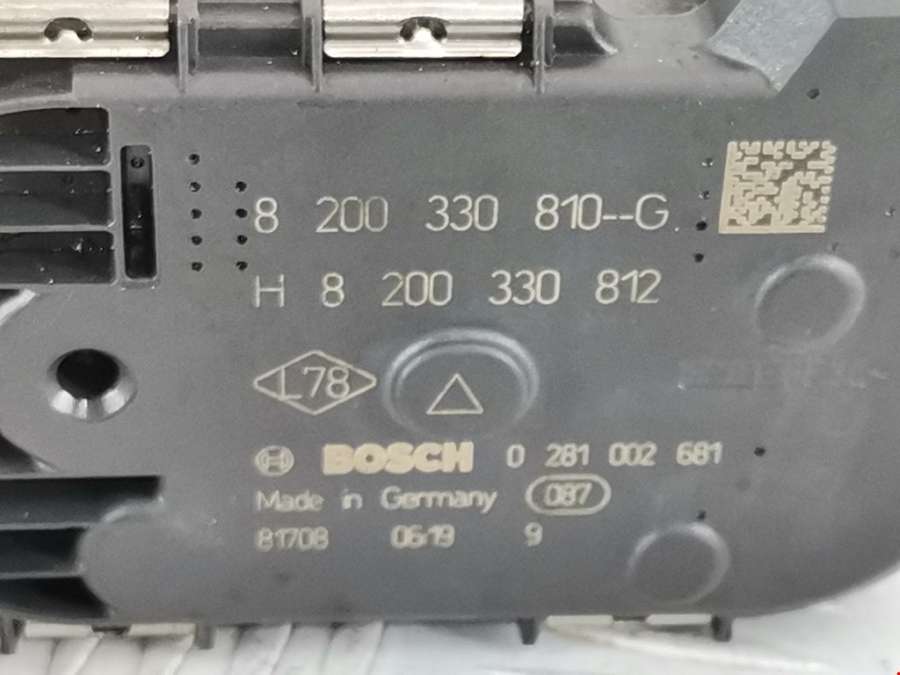 8 200 330 810--G
H 8 200 330 812
L78
BOSCH 0 281 002 681
Made in Germany 087
81708 06:19 9